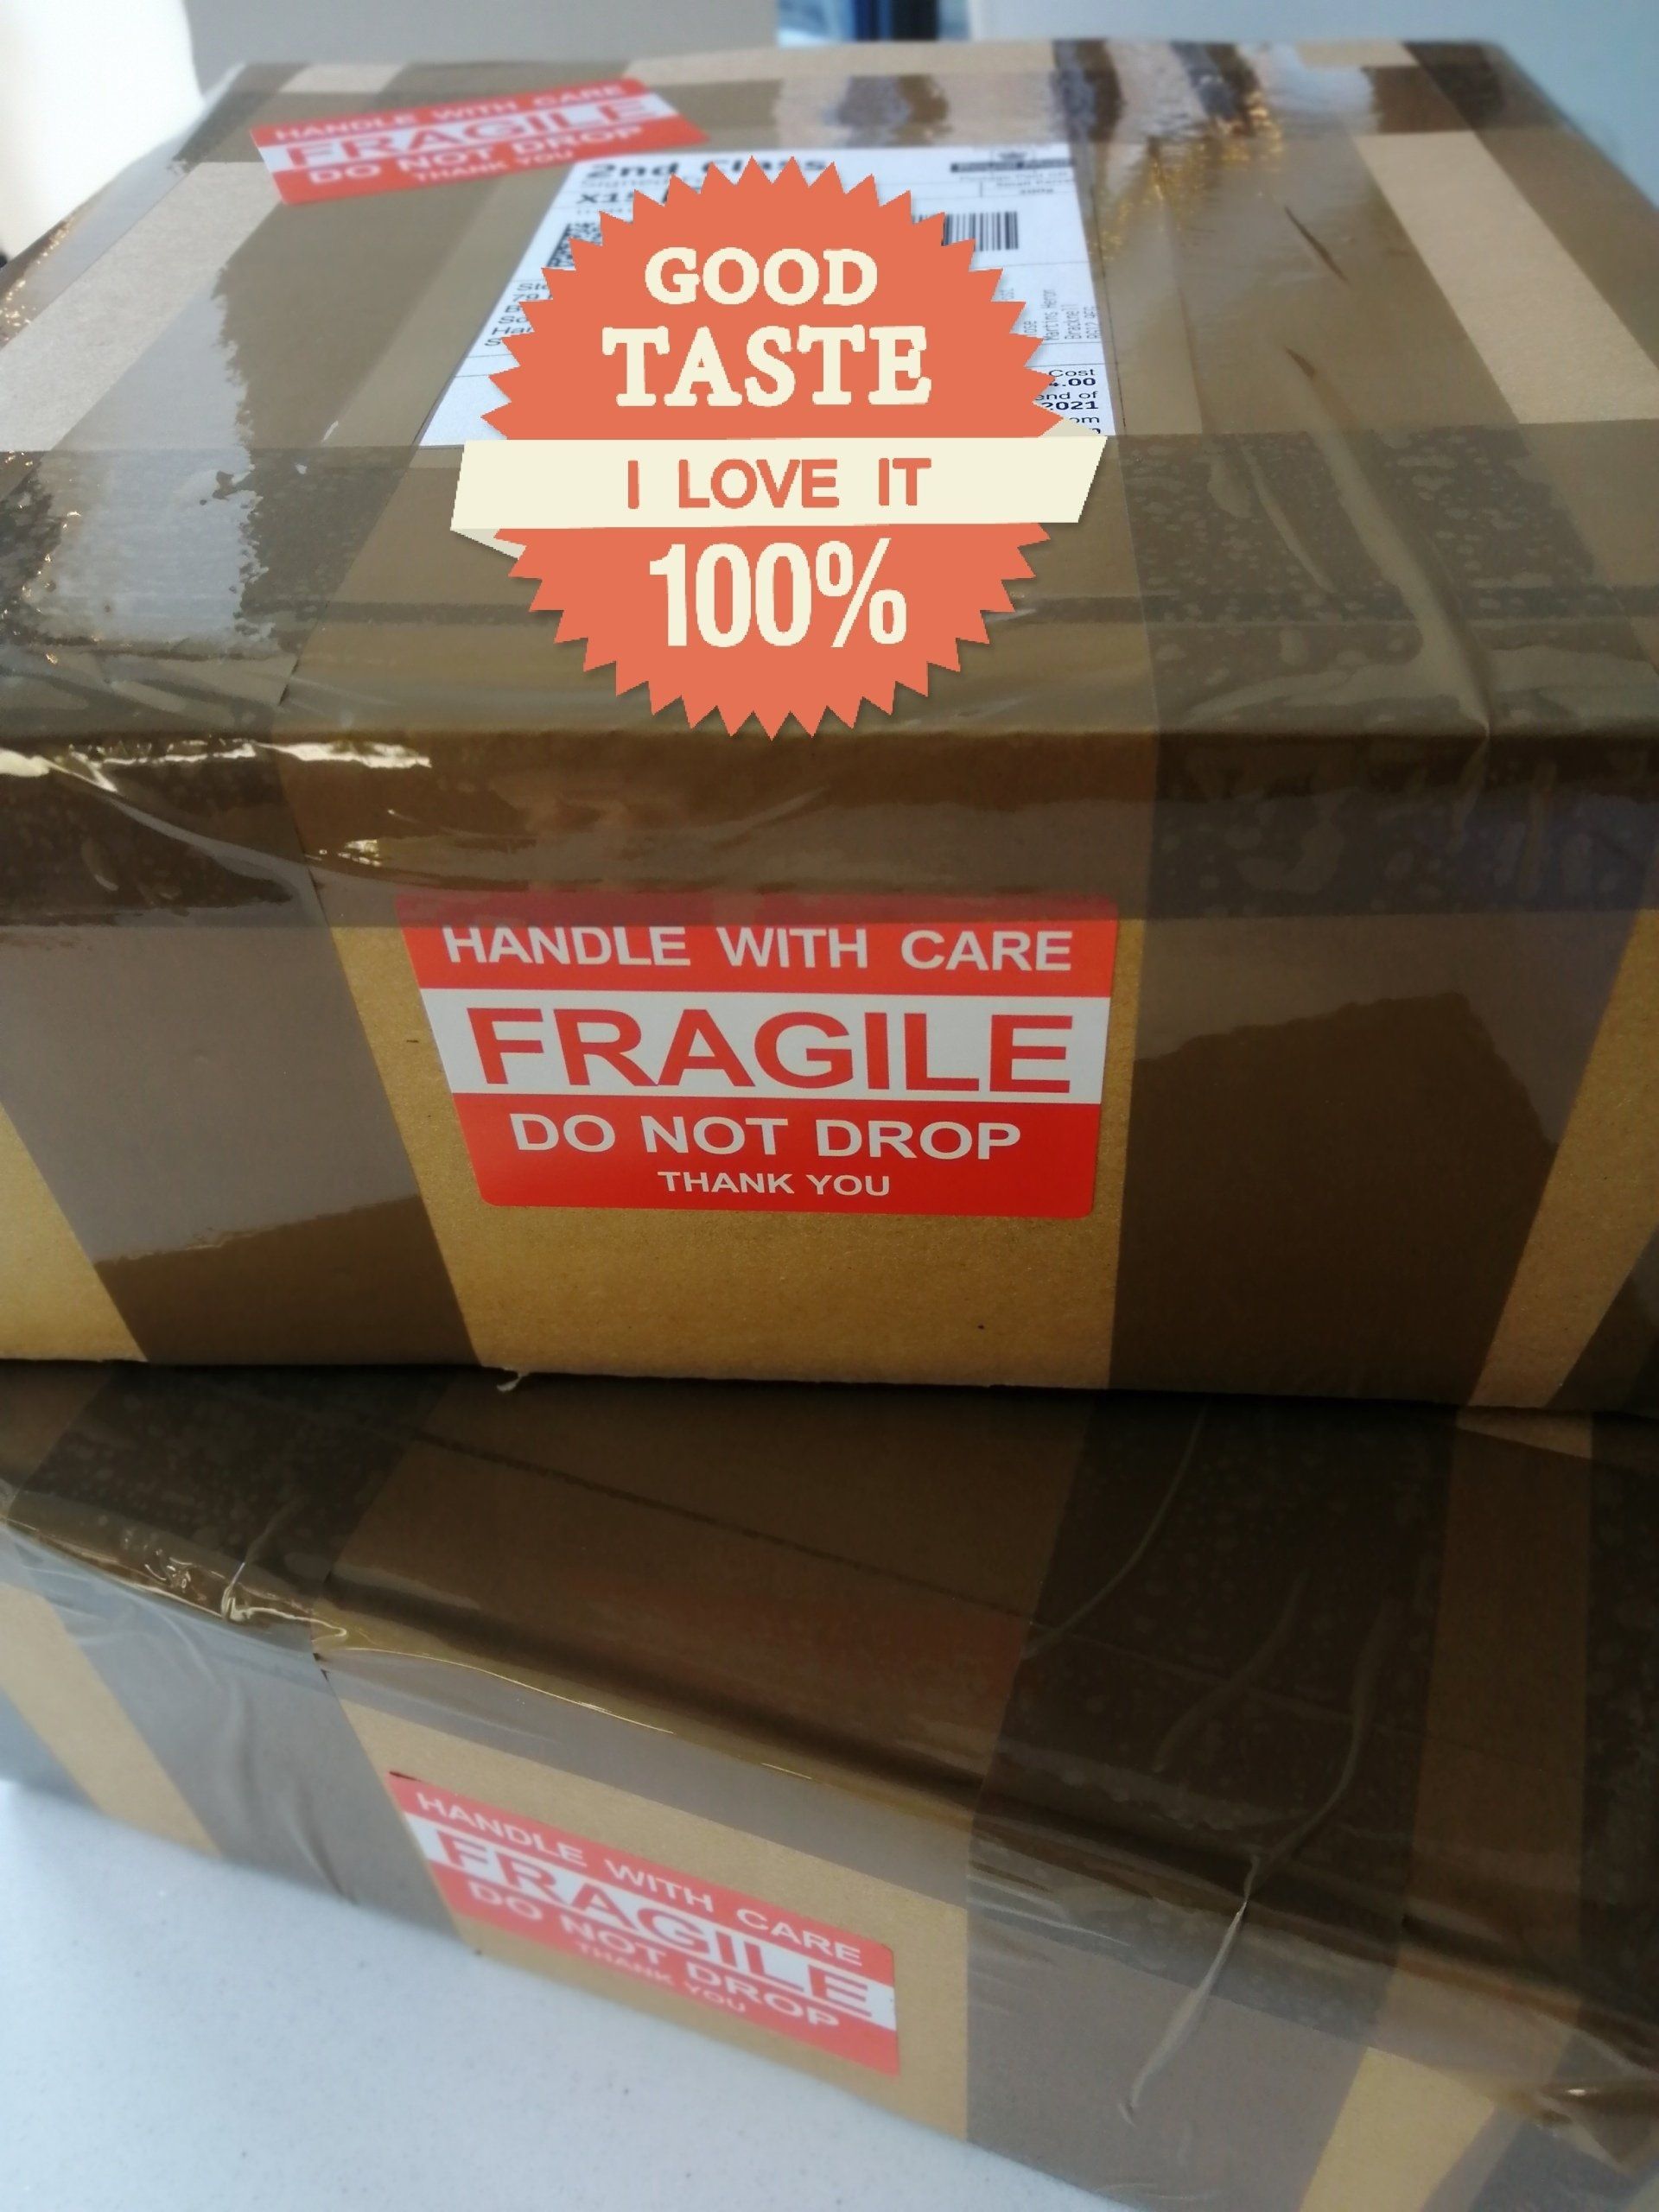 HANDLE WITH CARE
FRAGILE
DO NOT DROP
THANK YOU
2nd Class
GOOD
TASTE
I LOVE IT
100%
Cost
2021
HANDLE WITH CARE
FRAGILE
DO NOT DROP
THANK YOU
HANDLE WITH CARE
FRAGILE
DO NOT DROP
THANK YOU